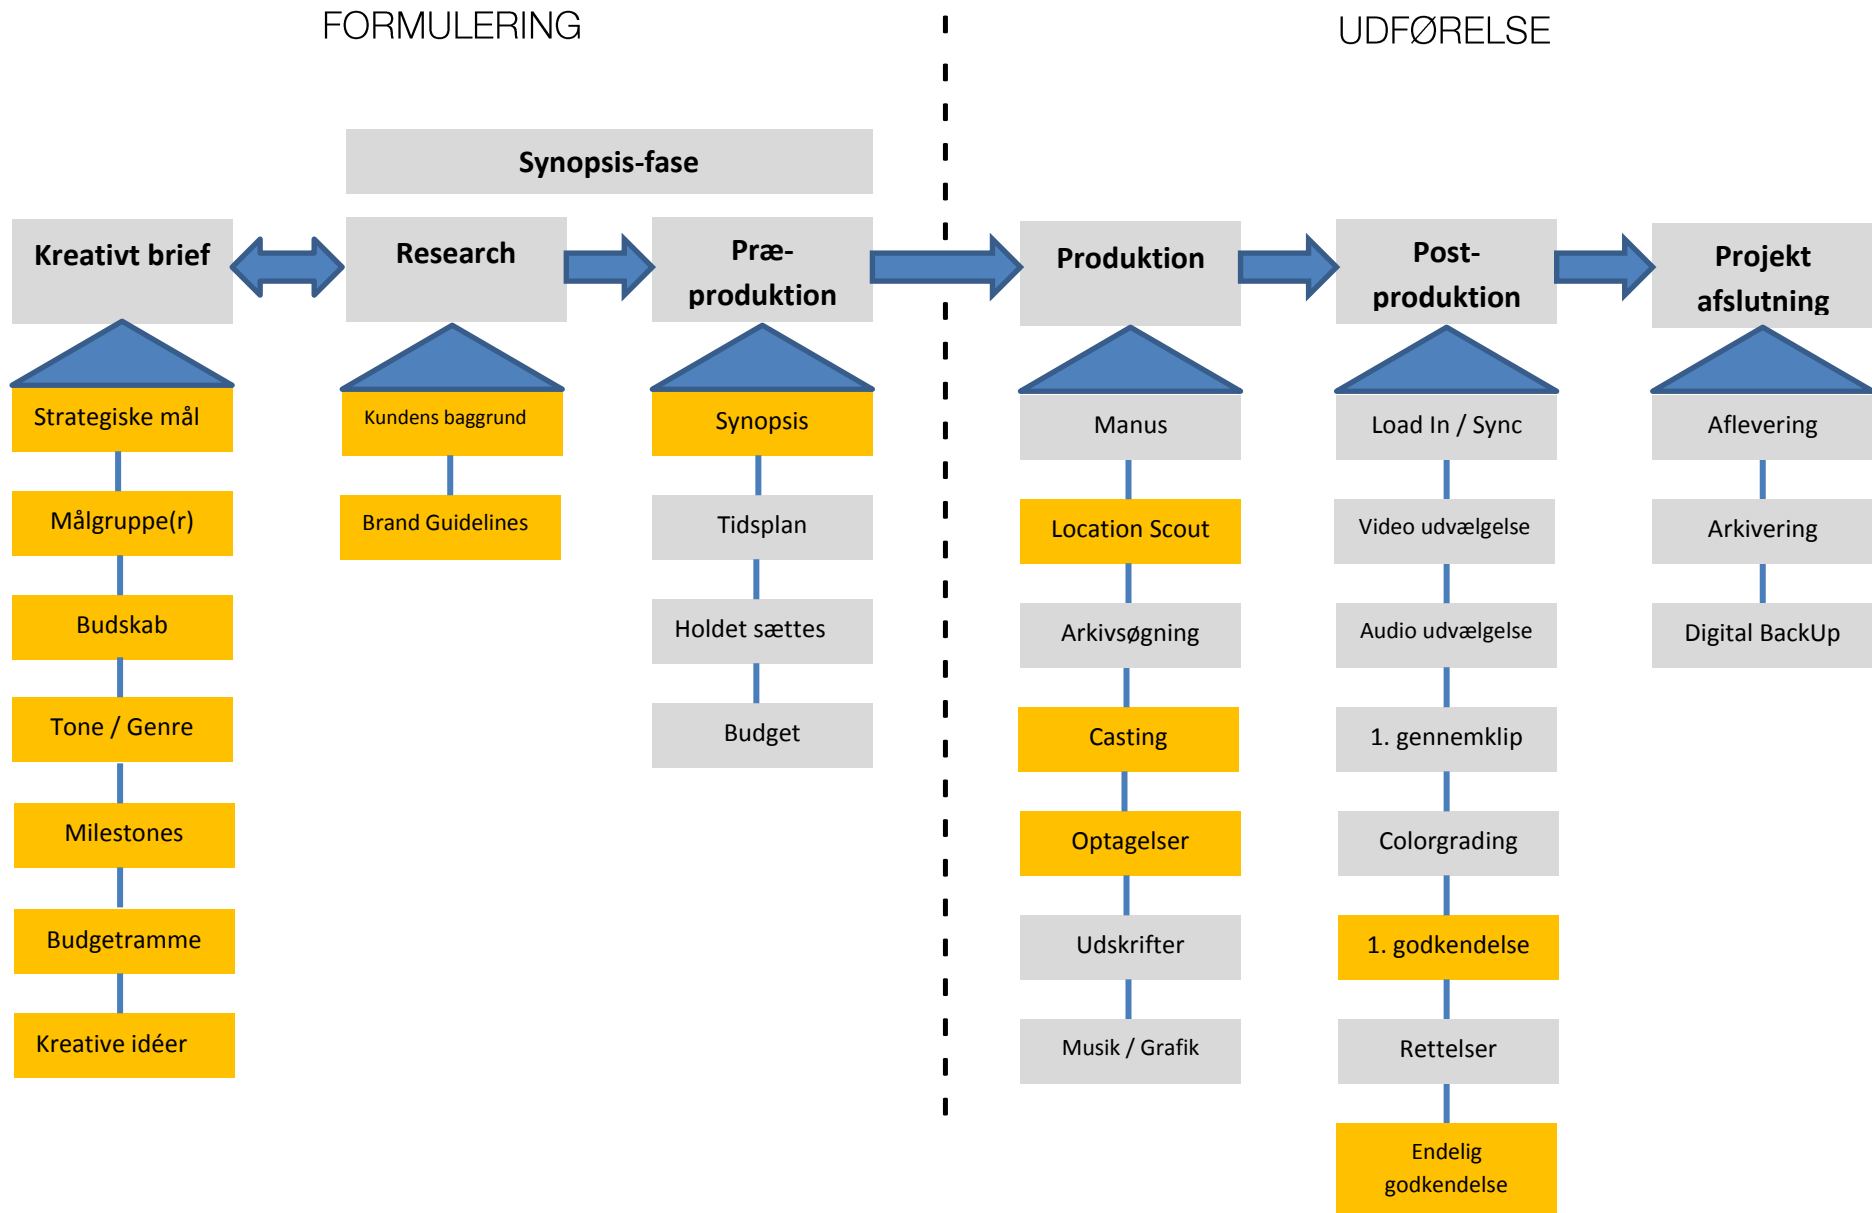 FORMULERING
UDFØRELSE
Synopsis-fase
Kreativt brief
Research
Præ-
produktion
Produktion
Post-
produktion
Projekt
afslutning
Strategiske mål
Målgruppe(r)
Budskab
Tone / Genre
Milestones
Budgetramme
Kreative idéer
Kundens baggrund
Brand Guidelines
Synopsis
Tidsplan
Holdet sættes
Budget
Manus
Location Scout
Arkivsøgning
Casting
Optagelser
Udskrifter
Musik / Grafik
Load In / Sync
Video udvælgelse
Audio udvælgelse
1. gennemklip
Colorgrading
1. godkendelse
Rettelser
Endelig
godkendelse
Aflevering
Arkivering
Digital BackUp